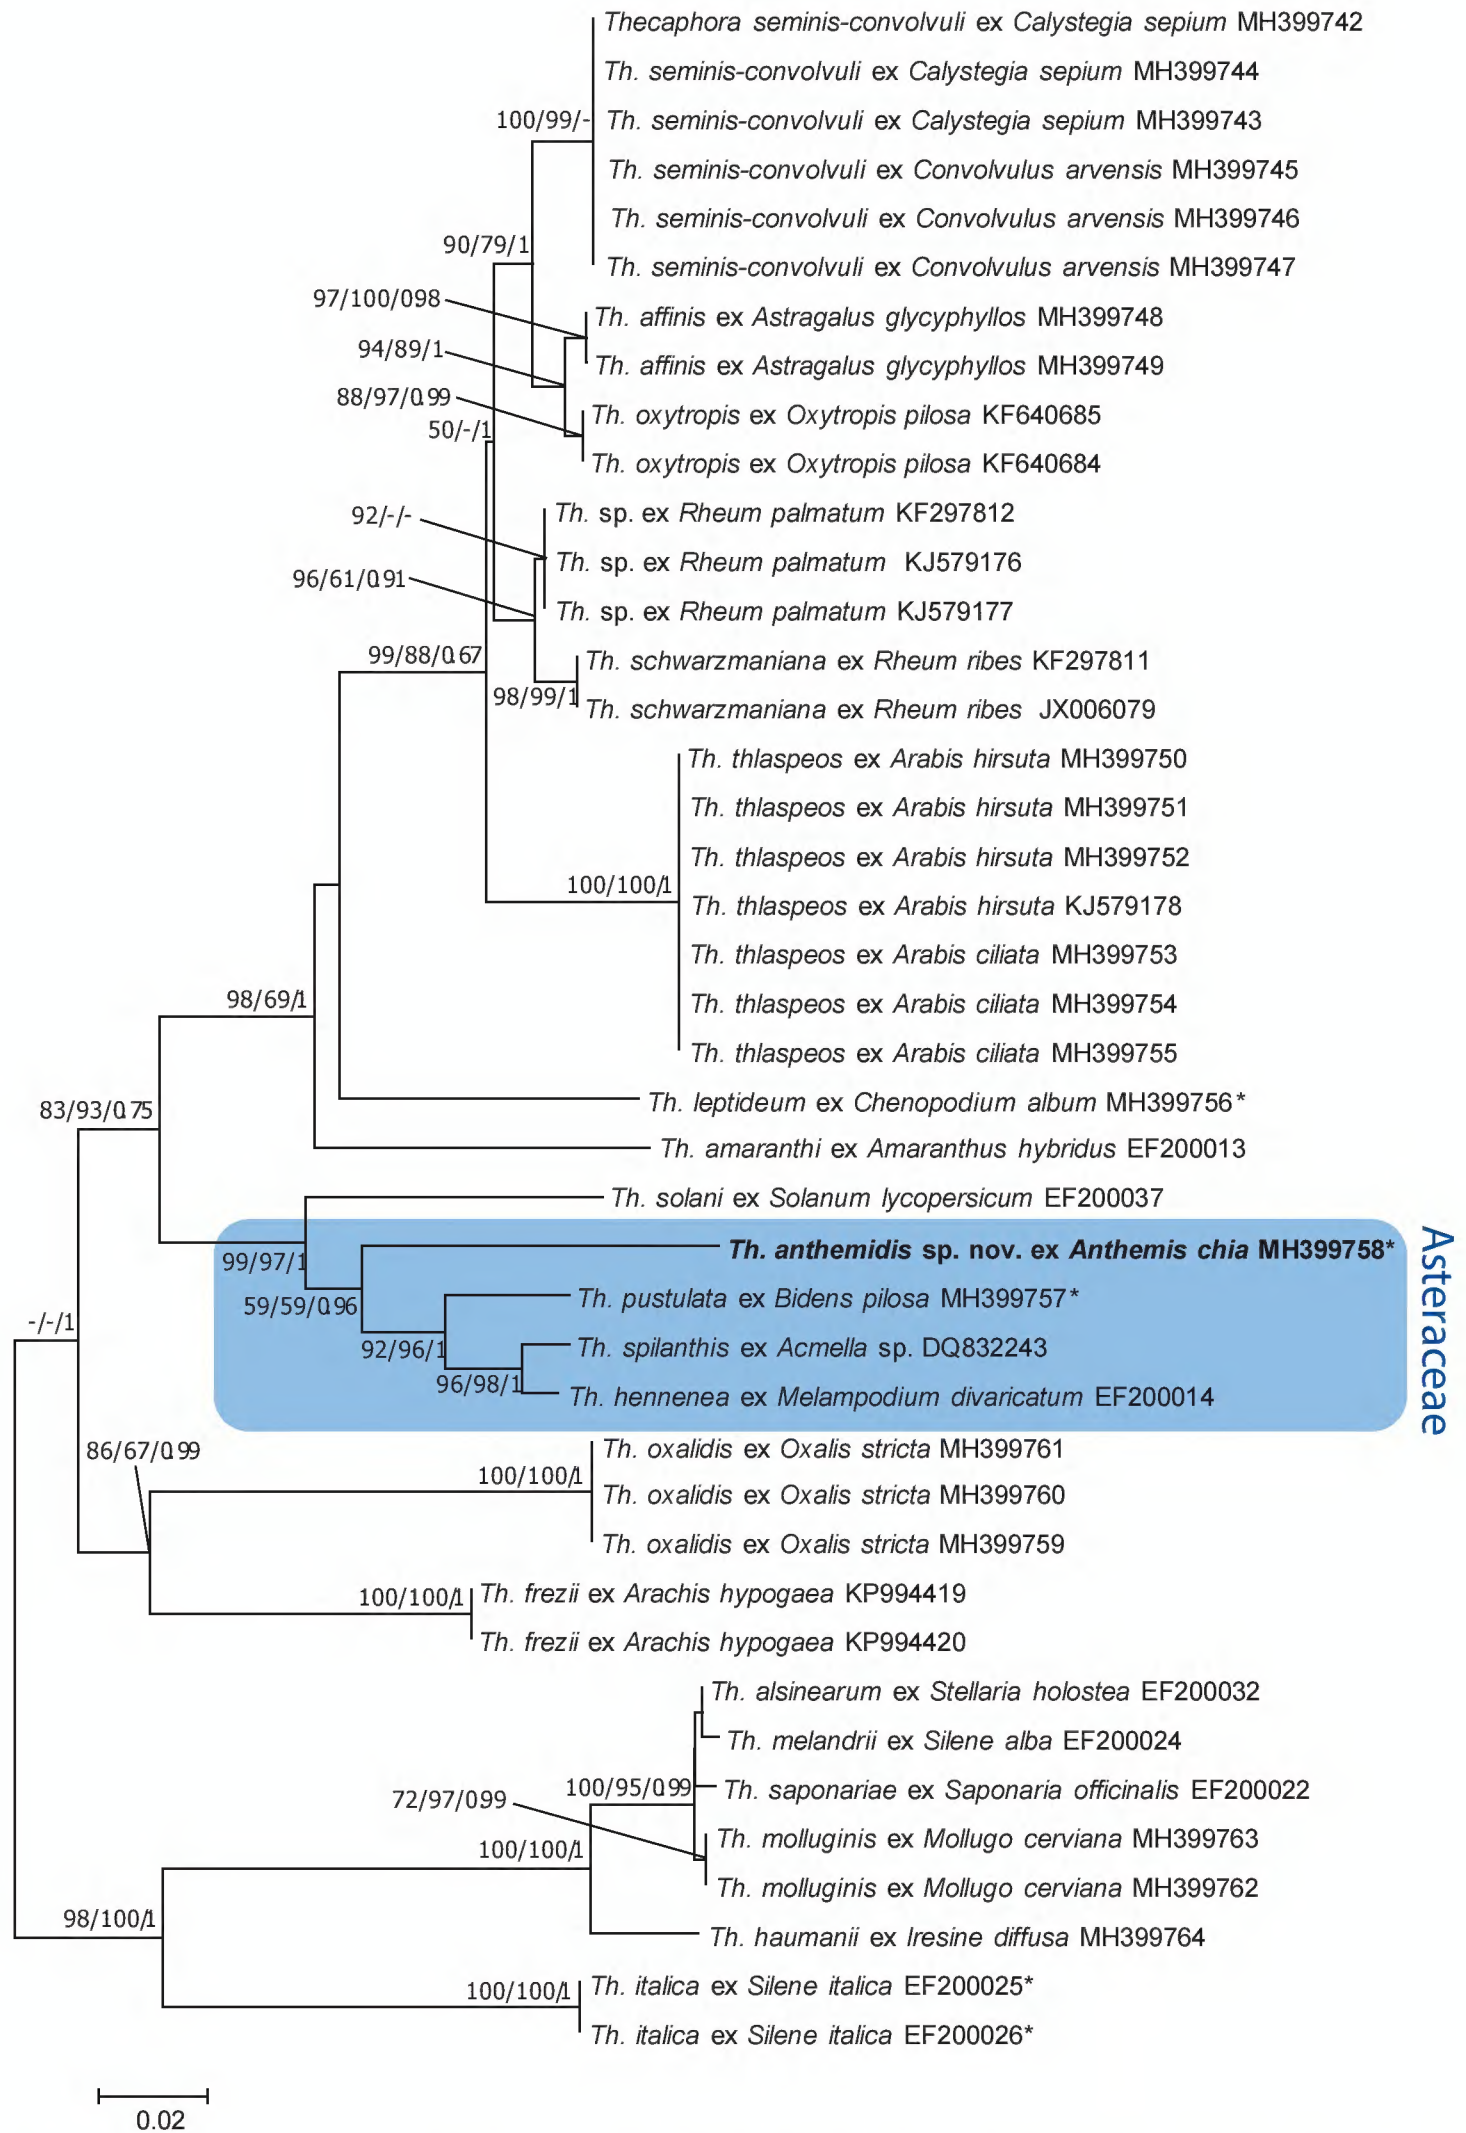 Thecaphora seminis-convolvuli ex Calystegia sepium MH399742
Th. seminis-convolvuli ex Calystegia sepium MH399744
100/99/-
Th. seminis-convolvuli ex Calystegia sepium MH399743
Th. seminis-convolvuli ex Convolvulus arvensis MH399745
Th. seminis-convolvuli ex Convolvulus arvensis MH399746
90/79/1
Th. seminis-convolvuli ex Convolvulus arvensis MH399747
97/100/098
Th. affinis ex Astragalus glycyphyllos MH399748
94/89/1
Th. affinis ex Astragalus glycyphyllos MH399749
88/97/0.99
Th. oxytropis ex Oxytropis pilosa KF640685
50/-/1
Th. oxytropis ex Oxytropis pilosa KF640684
92/-/-
Th. sp. ex Rheum palmatum KF297812
Th. sp. ex Rheum palmatum KJ579176
96/61/0.91
Th. sp. ex Rheum palmatum KJ579177
99/88/0.67
Th. schwarzmaniana ex Rheum ribes KF297811
98/99/1
Th. schwarzmaniana ex Rheum ribes JX006079
Th. thlaspeos ex Arabis hirsuta MH399750
Th. thlaspeos ex Arabis hirsuta MH399751
Th. thlaspeos ex Arabis hirsuta MH399752
100/100/1
Th. thlaspeos ex Arabis hirsuta KJ579178
Th. thlaspeos ex Arabis ciliata MH399753
98/69/1
Th. thlaspeos ex Arabis ciliata MH399754
Th. thlaspeos ex Arabis ciliata MH399755
83/93/0.75
Th. leptideum ex Chenopodium album MH399756*
Th. amaranthi ex Amaranthus hybridus EF200013
Th. solani ex Solanum lycopersicum EF200037
99/97/1
Th. anthemidis sp. nov. ex Anthemis chia MH399758*
Asteraceae
59/59/0.96
Th. pustulata ex Bidens pilosa MH399757*
-/-/1
92/96/1
Th. spilanthis ex Acmella sp. DQ832243
96/98/1
Th. hennenea ex Melampodium divaricatum EF200014
86/67/0.99
Th. oxalidis ex Oxalis stricta MH399761
100/100/1
Th. oxalidis ex Oxalis stricta MH399760
Th. oxalidis ex Oxalis stricta MH399759
100/100/1
Th. frezii ex Arachis hypogaea KP994419
Th. frezii ex Arachis hypogaea KP994420
Th. alsinearum ex Stellaria holostea EF200032
Th. melandrii ex Silene alba EF200024
100/95/0.99
Th. saponariae ex Saponaria officinalis EF200022
72/97/099
Th. molluginis ex Mollugo cerviana MH399763
100/100/1
Th. molluginis ex Mollugo cerviana MH399762
98/100/1
Th. haumanii ex Iresine diffusa MH399764
100/100/1
Th. italica ex Silene italica EF200025*
Th. italica ex Silene italica EF200026*
0.02